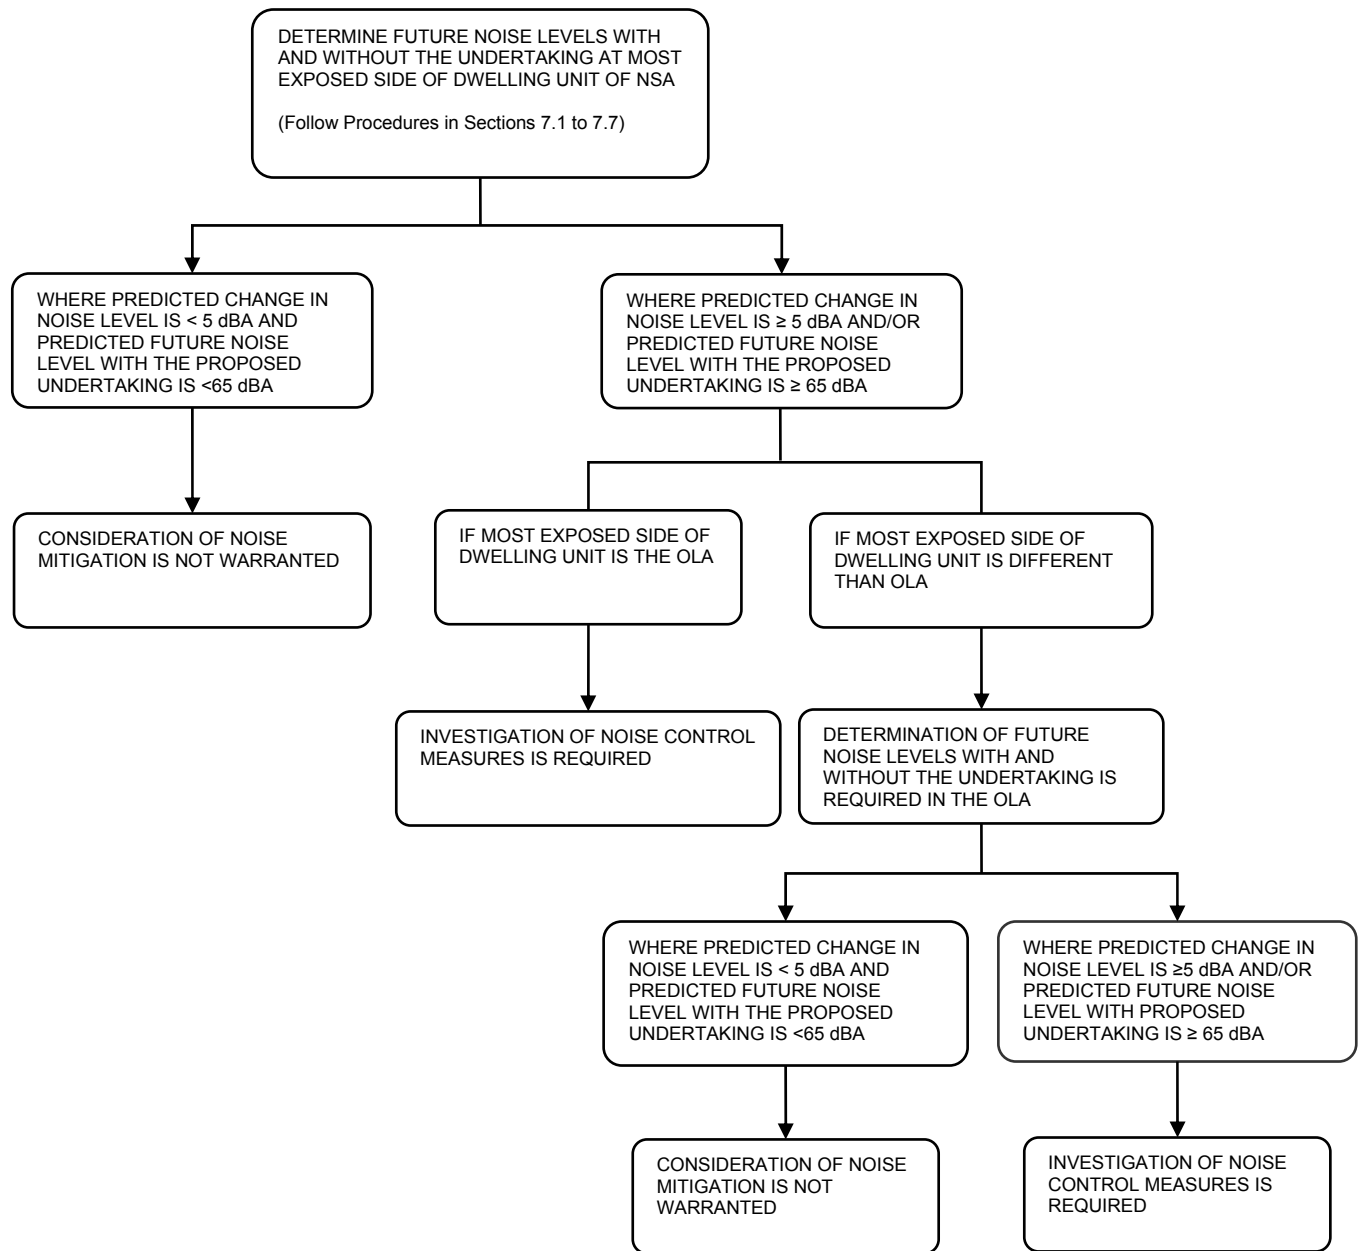 DETERMINE FUTURE NOISE LEVELS WITH
AND WITHOUT THE UNDERTAKING AT MOST
EXPOSED SIDE OF DWELLING UNIT OF NSA
(Follow Procedures in Sections 7.1 to 7.7)
WHERE PREDICTED CHANGE IN
NOISE LEVEL IS < 5 dBA AND
PREDICTED FUTURE NOISE
LEVEL WITH THE PROPOSED
UNDERTAKING IS <65 dBA
WHERE PREDICTED CHANGE IN
NOISE LEVEL IS ≥ 5 dBA AND/OR
PREDICTED FUTURE NOISE
LEVEL WITH THE PROPOSED
UNDERTAKING IS ≥ 65 dBA
CONSIDERATION OF NOISE
MITIGATION IS NOT WARRANTED
IF MOST EXPOSED SIDE OF
DWELLING UNIT IS THE OLA
IF MOST EXPOSED SIDE OF
DWELLING UNIT IS DIFFERENT
THAN OLA
INVESTIGATION OF NOISE CONTROL
MEASURES IS REQUIRED
DETERMINATION OF FUTURE
NOISE LEVELS WITH AND
WITHOUT THE UNDERTAKING IS
REQUIRED IN THE OLA
WHERE PREDICTED CHANGE IN
NOISE LEVEL IS < 5 dBA AND
PREDICTED FUTURE NOISE
LEVEL WITH THE PROPOSED
UNDERTAKING IS <65 dBA
WHERE PREDICTED CHANGE IN
NOISE LEVEL IS ≥5 dBA AND/OR
PREDICTED FUTURE NOISE
LEVEL WITH PROPOSED
UNDERTAKING IS ≥ 65 dBA
CONSIDERATION OF NOISE
MITIGATION IS NOT
WARRANTED
INVESTIGATION OF NOISE
CONTROL MEASURES IS
REQUIRED